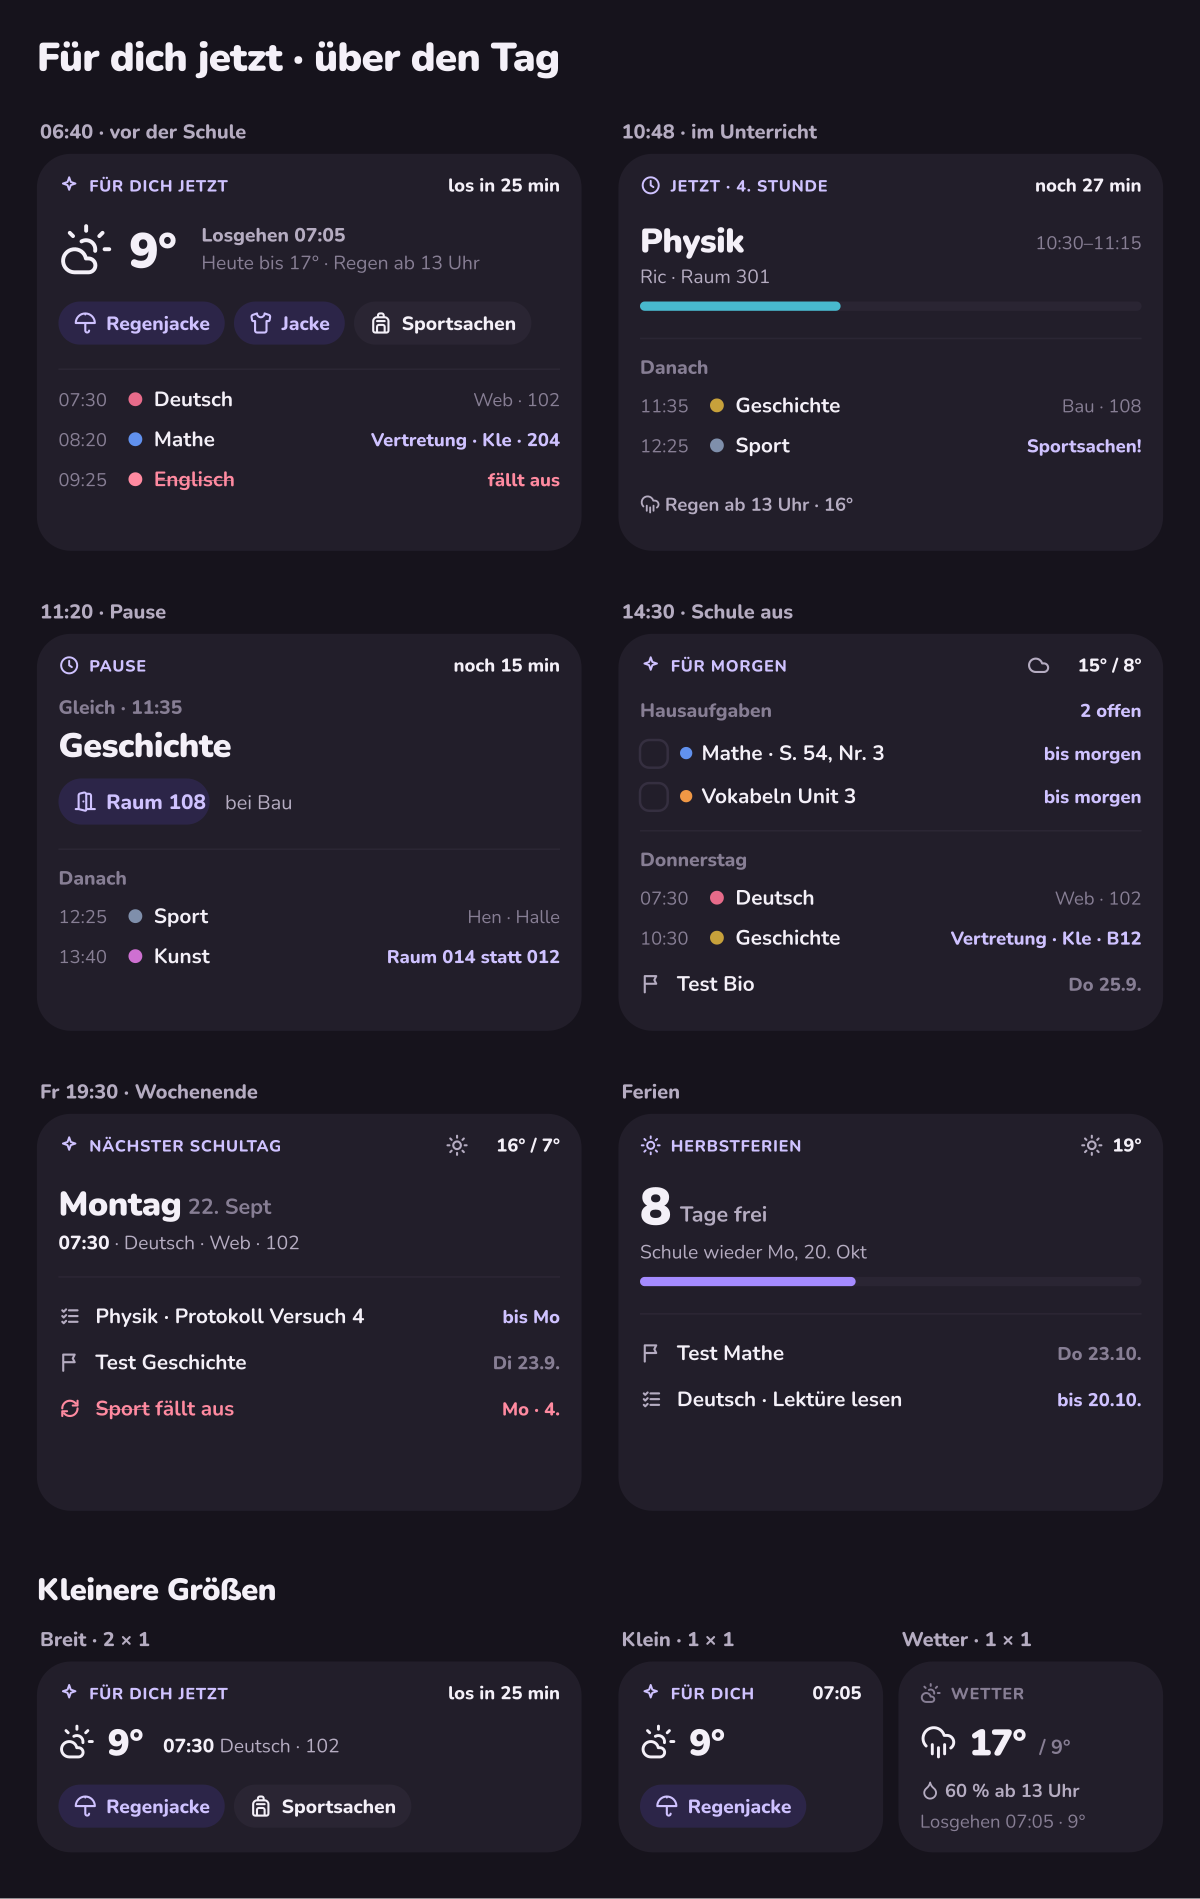 Für dich jetzt · über den Tag
06:40 · vor der Schule
FÜR DICH JETZT
los in 25 min
9°
Losgehen 07:05
Heute bis 17° · Regen ab 13 Uhr
Regenjacke
Jacke
Sportsachen
07:30 Deutsch Web · 102
08:20 Mathe Vertretung · Kle · 204
09:25 Englisch fällt aus
10:48 · im Unterricht
JETZT · 4. STUNDE
noch 27 min
Physik
10:30–11:15
Ric · Raum 301
Danach
11:35 Geschichte Bau · 108
12:25 Sport Sportsachen!
Regen ab 13 Uhr · 16°
11:20 · Pause
PAUSE
noch 15 min
Gleich · 11:35
Geschichte
Raum 108 bei Bau
Danach
12:25 Sport Hen · Halle
13:40 Kunst Raum 014 statt 012
14:30 · Schule aus
FÜR MORGEN
15° / 8°
Hausaufgaben 2 offen
Mathe · S. 54, Nr. 3 bis morgen
Vokabeln Unit 3 bis morgen
Donnerstag
07:30 Deutsch Web · 102
10:30 Geschichte Vertretung · Kle · B12
Test Bio Do 25.9.
Fr 19:30 · Wochenende
NÄCHSTER SCHULTAG
16° / 7°
Montag 22. Sept
07:30 · Deutsch · Web · 102
Physik · Protokoll Versuch 4 bis Mo
Test Geschichte Di 23.9.
Sport fällt aus Mo · 4.
Ferien
HERBSTFERIEN
19°
8 Tage frei
Schule wieder Mo, 20. Okt
Test Mathe Do 23.10.
Deutsch · Lektüre lesen bis 20.10.
Kleinere Größen
Breit · 2 × 1
FÜR DICH JETZT
los in 25 min
9° 07:30 Deutsch · 102
Regenjacke
Sportsachen
Klein · 1 × 1
FÜR DICH
07:05
9°
Regenjacke
Wetter · 1 × 1
WETTER
17° / 9°
60 % ab 13 Uhr
Losgehen 07:05 · 9°